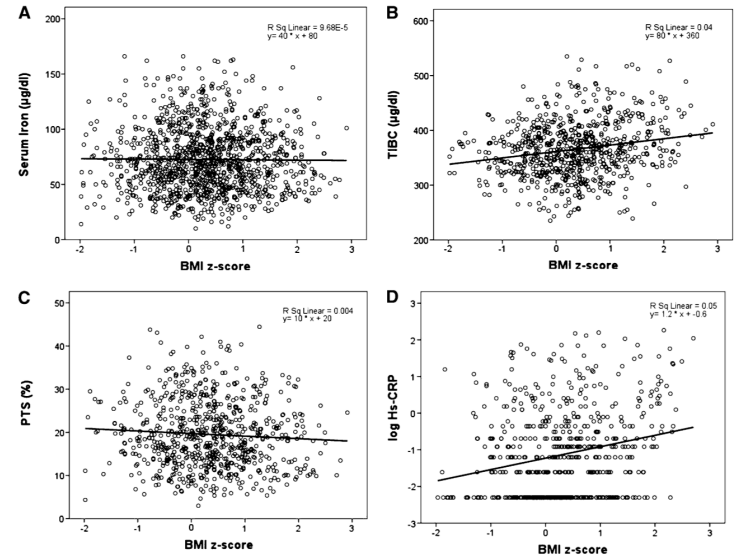 A
R Sq Linear = 9.68E-5
y= 40 * x + 80
200
150
100
50
0
-2
-1
0
1
2
3
Serum Iron (µg/dl)
BMI z-score
B
R Sq Linear = 0.04
y= 80 * x + 360
600
500
400
300
200
-2
-1
0
1
2
3
TIBC (µg/dl)
BMI z-score
C
R Sq Linear = 0.004
y= 10 * x + 20
50
40
30
20
10
0
-2
-1
0
1
2
3
PTS (%)
BMI z-score
D
R Sq Linear = 0.05
y= 1.2 * x + -0.6
3
2
1
0
-1
-2
-3
-2
-1
0
1
2
3
log Hs-CRP
BMI z-score